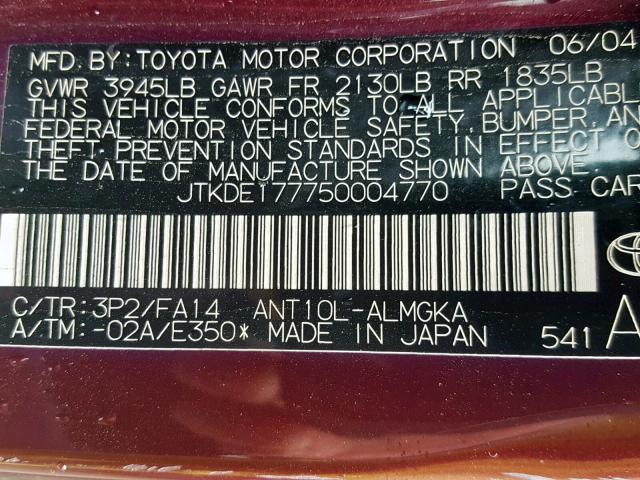 MFD. BY: TOYOTA MOTOR CORPORATION 06/04
GVWR 3945LB GAWR FR 2130LB RR 1835LB
THIS VEHICLE CONFORMS TO ALL APPLICABLE
FEDERAL MOTOR VEHICLE SAFETY, BUMPER, AN
THEFT PREVENTION STANDARDS IN EFFECT O
THE DATE OF MANUFACTURE SHOWN ABOVE.
JTKDE177750004770 PASS CAR
C/TR: 3P2/FA14 ANT10L-ALMGKA
A/TM: -02A/E350* MADE IN JAPAN 541 A